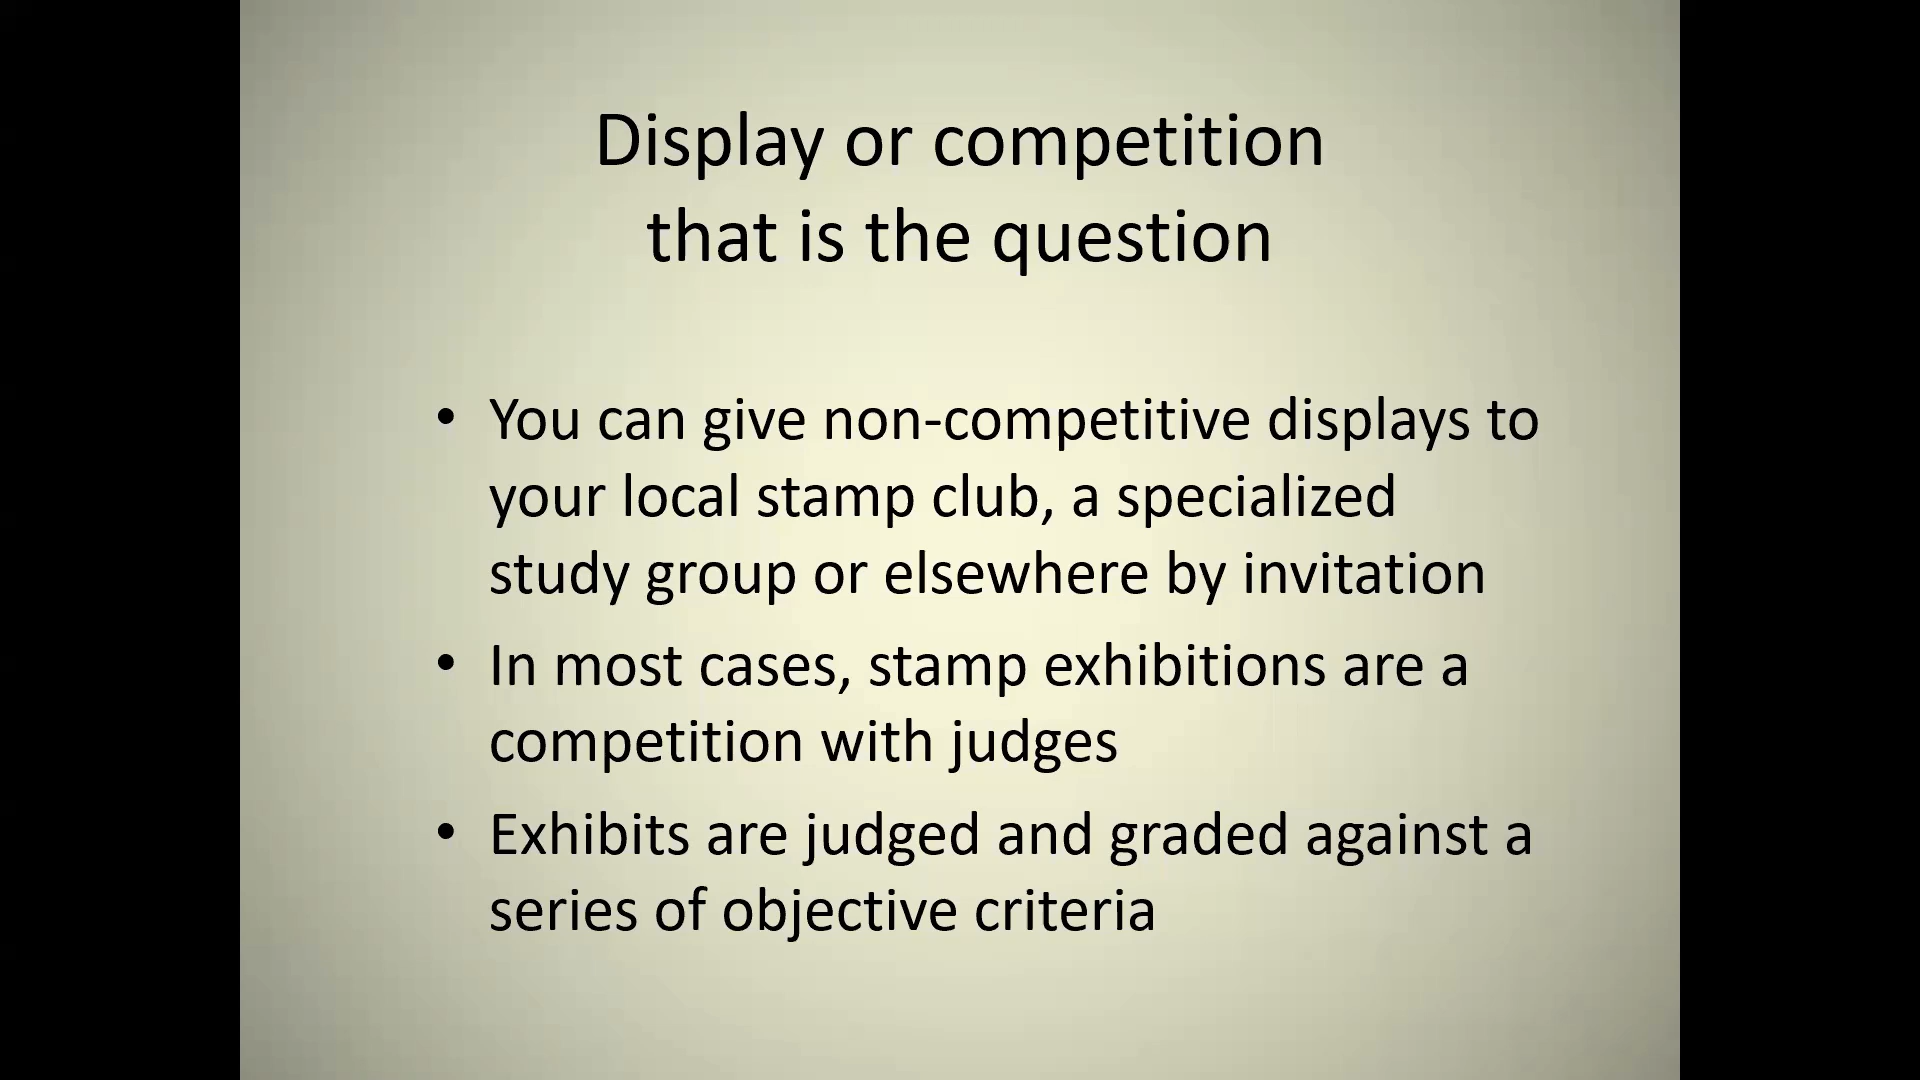 Display or competition
that is the question
• You can give non-competitive displays to
your local stamp club, a specialized
study group or elsewhere by invitation
• In most cases, stamp exhibitions are a
competition with judges
• Exhibits are judged and graded against a
series of objective criteria